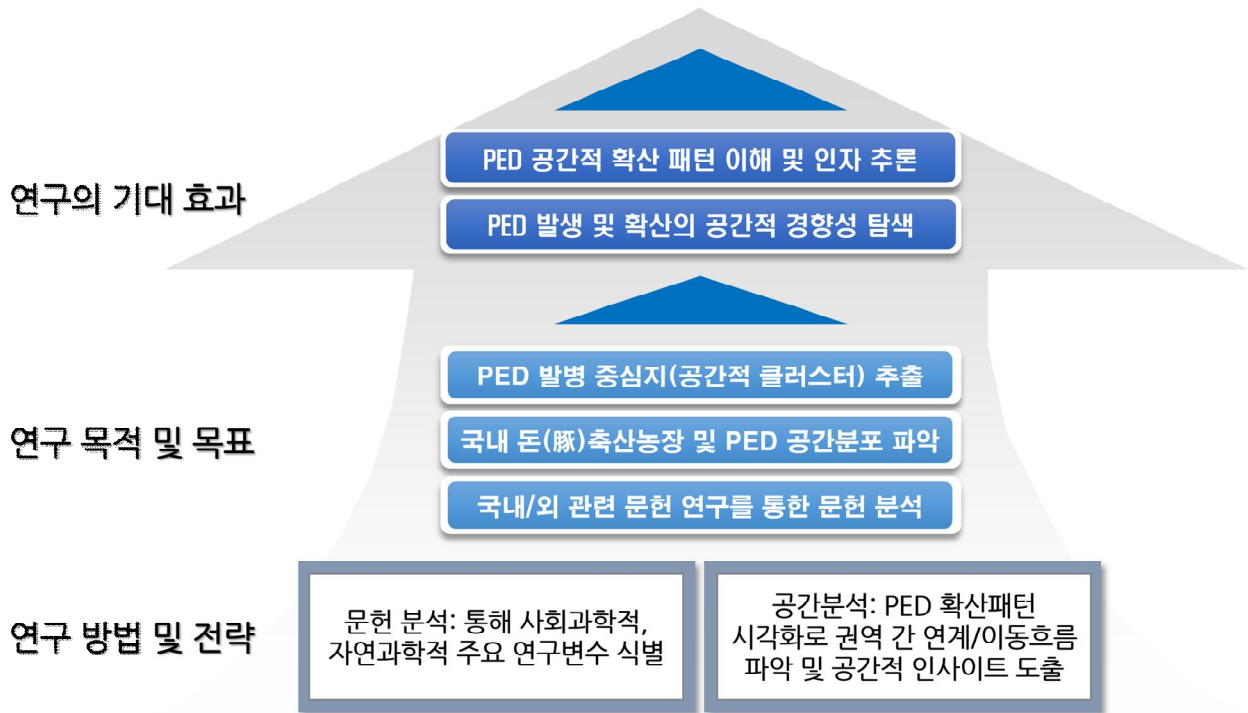 연구의 기대 효과
PED 공간적 확산 패턴 이해 및 인자 추론
PED 발생 및 확산의 공간적 경향성 탐색
연구 목적 및 목표
PED 발병 중심지(공간적 클러스터) 추출
국내 돈(豚)축산농장 및 PED 공간분포 파악
국내/외 관련 문헌 연구를 통한 문헌 분석
연구 방법 및 전략
문헌 분석: 통해 사회과학적,
자연과학적 주요 연구변수 식별
공간분석: PED 확산패턴
시각화로 권역 간 연계/이동흐름
파악 및 공간적 인사이트 도출